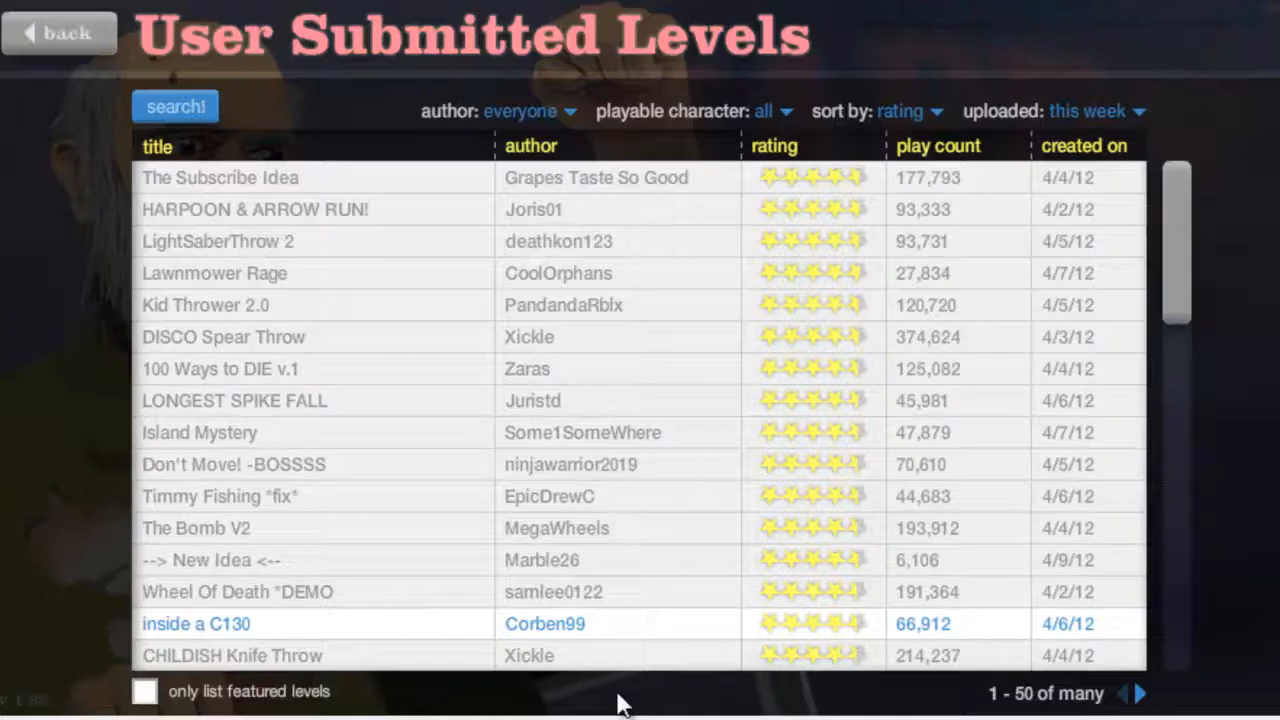 back
User Submitted Levels
search!
author: everyone playable character: all sort by: rating uploaded: this week
title author rating play count created on
The Subscribe Idea Grapes Taste So Good 177,793 4/4/12
HARPOON & ARROW RUN! Joris01 93,333 4/2/12
LightSaberThrow 2 deathkon123 93,731 4/5/12
Lawnmower Rage CoolOrphans 27,834 4/7/12
Kid Thrower 2.0 PandandaRblx 120,720 4/5/12
DISCO Spear Throw Xickle 374,624 4/3/12
100 Ways to DIE v.1 Zaras 125,082 4/4/12
LONGEST SPIKE FALL Juristd 45,981 4/6/12
Island Mystery Some1SomeWhere 47,879 4/7/12
Don't Move! -BOSSSS ninjawarrior2019 70,610 4/5/12
Timmy Fishing *fix* EpicDrewC 44,683 4/6/12
The Bomb V2 MegaWheels 193,912 4/4/12
--> New Idea <-- Marble26 6,106 4/9/12
Wheel Of Death *DEMO samlee0122 191,364 4/2/12
inside a C130 Corben99 66,912 4/6/12
CHILDISH Knife Throw Xickle 214,237 4/4/12
only list featured levels 1 - 50 of many